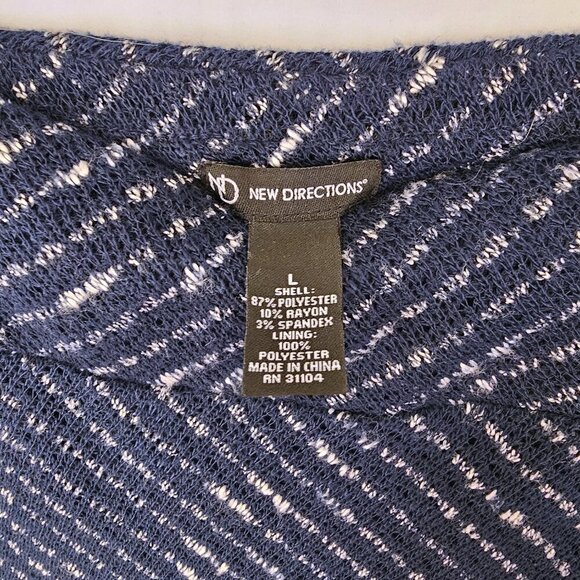 ND NEW DIRECTIONS®
L
SHELL:
87% POLYESTER
10% RAYON
3% SPANDEX
LINING:
100%
POLYESTER
MADE IN CHINA
RN 31104